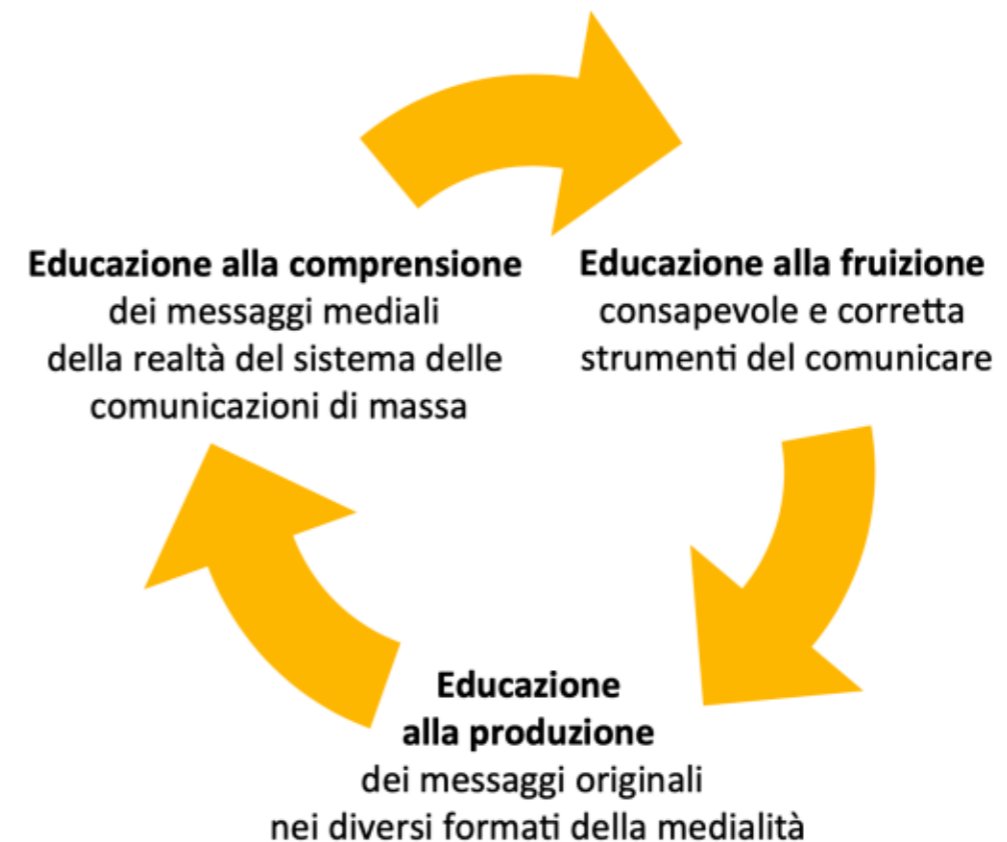 Educazione alla comprensione
dei messaggi mediali
della realtà del sistema delle
comunicazioni di massa
Educazione alla fruizione
consapevole e corretta
strumenti del comunicare
Educazione
alla produzione
dei messaggi originali
nei diversi formati della medialità